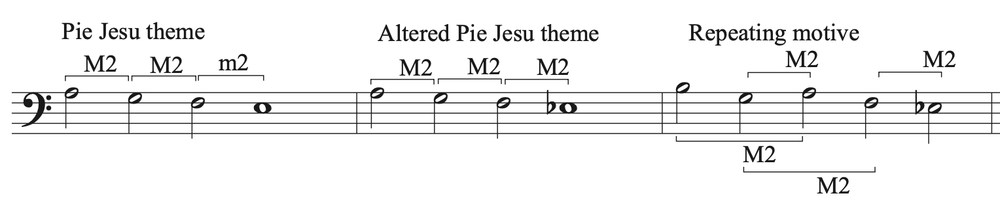 Pie Jesu theme
M2 M2 m2
Altered Pie Jesu theme
M2 M2 M2
Repeating motive
M2 M2
M2
M2